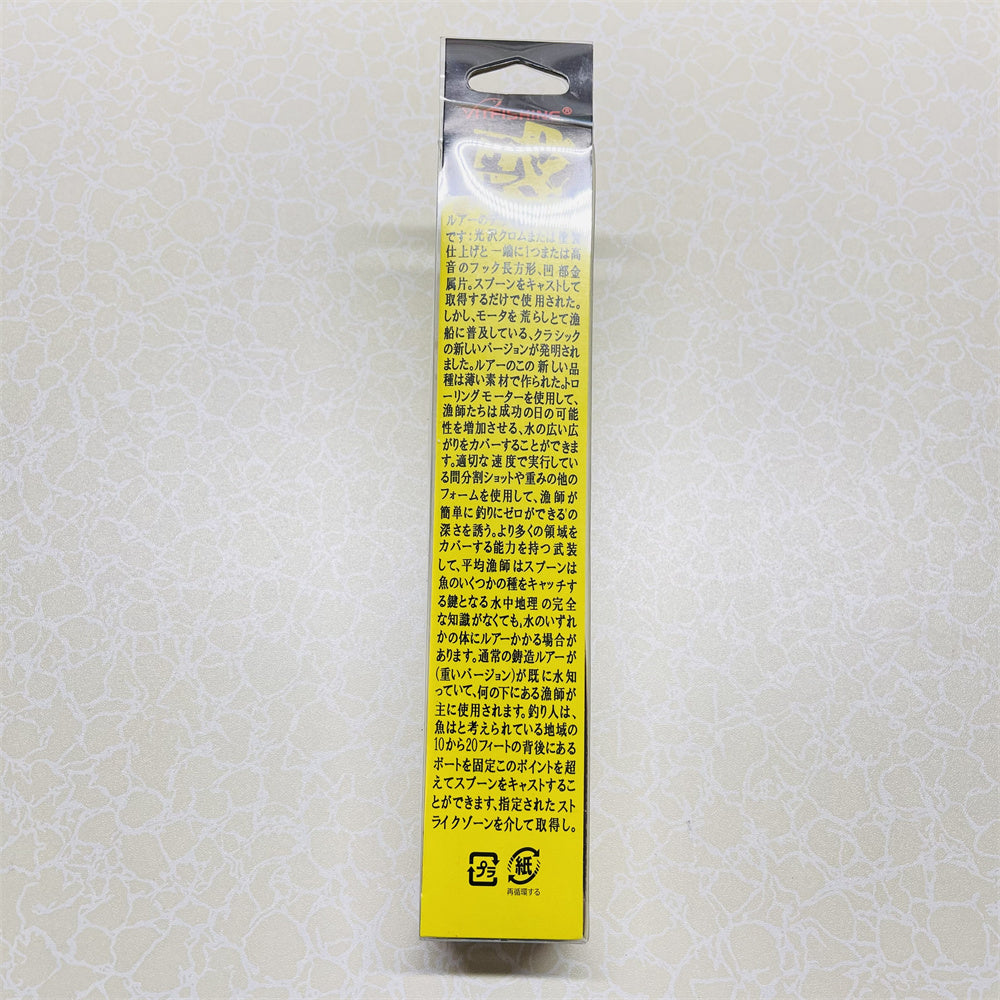 ルアーの
です:光沢クロムまたは
仕上げと一端に1つまたは高
音のフック長方形、凹部金
属片。スプーンをキャストして
取得するだけで使用された。
しかし、モータを荒らしとて漁
船に普及している、クラシック
の新しいバージョンが発明され
ました。ルアーのこの新しい品
種は薄い素材で作られた。トロ
ーリングモーターを使用して、
漁師たちは成功の日の可能
性を増加させる、水の広い広
がりをカバーすることができま
す。適切な速度で実行してい
る間分割ショットや重みの他の
フォームを使用して、漁師が
簡単に釣りにゼロができるの
深さを誘う。より多くの領域を
カバーする能力を持つ武装
して、平均漁師はスプーンは
魚のいくつかの種をキャッチす
る鍵となる水中地理の完全
な知識がなくても,水のいずれ
かの体にルアーかかる場合が
あります。通常の鋳造ルアーが
(重いバージョン)が既に水知
っていて、何の下にある漁師が
主に使用されます。釣り人は、
魚はと考えられている地域の
10から20フィートの背後にある
ボートを固定このポイントを超
えてスプーンをキャストするこ
とができます、指定されたスト
ライクゾーンを介して取得し。
プラ 紙
再循環する